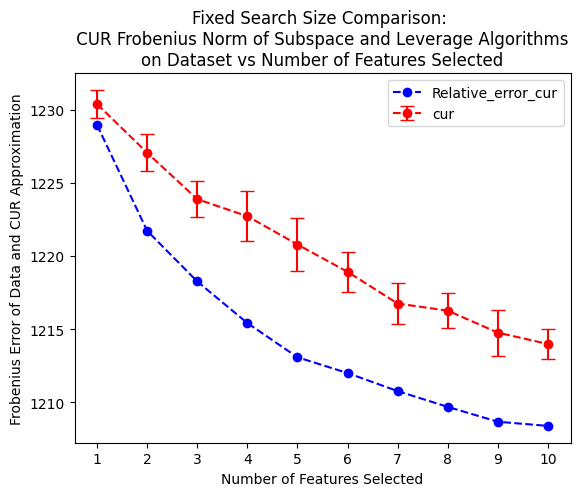 Fixed Search Size Comparison:
CUR Frobenius Norm of Subspace and Leverage Algorithms
on Dataset vs Number of Features Selected
Relative_error_cur
cur
Frobenius Error of Data and CUR Approximation
1230
1225
1220
1215
1210
1 2 3 4 5 6 7 8 9 10
Number of Features Selected